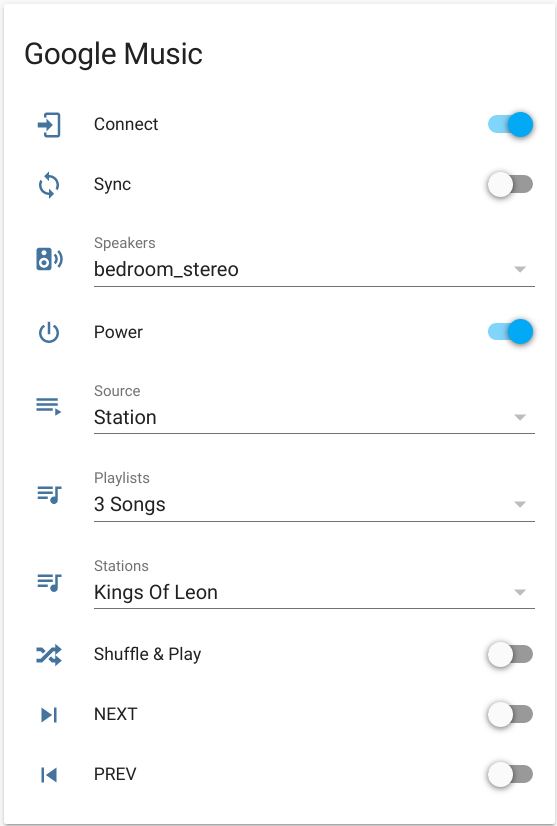 Google Music
Connect
Sync
Speakers
bedroom_stereo
Power
Source
Station
Playlists
3 Songs
Stations
Kings Of Leon
Shuffle & Play
NEXT
PREV